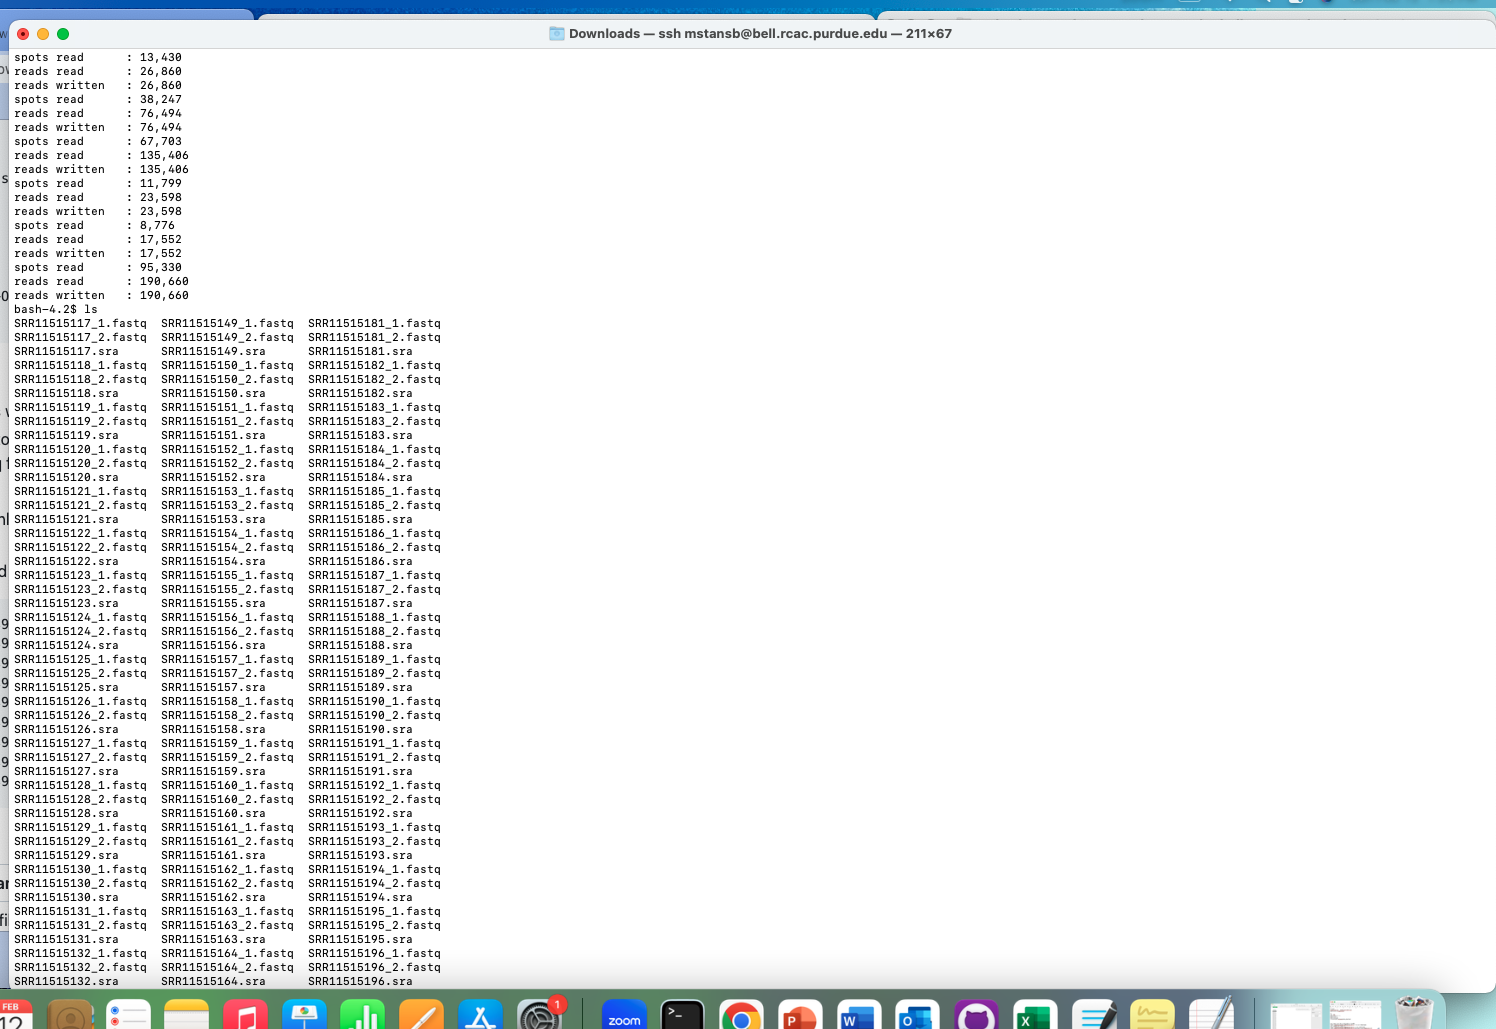 Downloads — ssh mstansb@bell.rcac.purdue.edu — 211×67
spots read      : 13,430
reads read      : 26,860
reads written   : 26,860
spots read      : 38,247
reads read      : 76,494
reads written   : 76,494
spots read      : 67,703
reads read      : 135,406
reads written   : 135,406
spots read      : 11,799
reads read      : 23,598
reads written   : 23,598
spots read      : 8,776
reads read      : 17,552
reads written   : 17,552
spots read      : 95,330
reads read      : 190,660
reads written   : 190,660
bash-4.2$ ls
SRR11515117_1.fastq  SRR11515149_1.fastq  SRR11515181_1.fastq
SRR11515117_2.fastq  SRR11515149_2.fastq  SRR11515181_2.fastq
SRR11515117.sra      SRR11515149.sra      SRR11515181.sra
SRR11515118_1.fastq  SRR11515150_1.fastq  SRR11515182_1.fastq
SRR11515118_2.fastq  SRR11515150_2.fastq  SRR11515182_2.fastq
SRR11515118.sra      SRR11515150.sra      SRR11515182.sra
SRR11515119_1.fastq  SRR11515151_1.fastq  SRR11515183_1.fastq
SRR11515119_2.fastq  SRR11515151_2.fastq  SRR11515183_2.fastq
SRR11515119.sra      SRR11515151.sra      SRR11515183.sra
SRR11515120_1.fastq  SRR11515152_1.fastq  SRR11515184_1.fastq
SRR11515120_2.fastq  SRR11515152_2.fastq  SRR11515184_2.fastq
SRR11515120.sra      SRR11515152.sra      SRR11515184.sra
SRR11515121_1.fastq  SRR11515153_1.fastq  SRR11515185_1.fastq
SRR11515121_2.fastq  SRR11515153_2.fastq  SRR11515185_2.fastq
SRR11515121.sra      SRR11515153.sra      SRR11515185.sra
SRR11515122_1.fastq  SRR11515154_1.fastq  SRR11515186_1.fastq
SRR11515122_2.fastq  SRR11515154_2.fastq  SRR11515186_2.fastq
SRR11515122.sra      SRR11515154.sra      SRR11515186.sra
SRR11515123_1.fastq  SRR11515155_1.fastq  SRR11515187_1.fastq
SRR11515123_2.fastq  SRR11515155_2.fastq  SRR11515187_2.fastq
SRR11515123.sra      SRR11515155.sra      SRR11515187.sra
SRR11515124_1.fastq  SRR11515156_1.fastq  SRR11515188_1.fastq
SRR11515124_2.fastq  SRR11515156_2.fastq  SRR11515188_2.fastq
SRR11515124.sra      SRR11515156.sra      SRR11515188.sra
SRR11515125_1.fastq  SRR11515157_1.fastq  SRR11515189_1.fastq
SRR11515125_2.fastq  SRR11515157_2.fastq  SRR11515189_2.fastq
SRR11515125.sra      SRR11515157.sra      SRR11515189.sra
SRR11515126_1.fastq  SRR11515158_1.fastq  SRR11515190_1.fastq
SRR11515126_2.fastq  SRR11515158_2.fastq  SRR11515190_2.fastq
SRR11515126.sra      SRR11515158.sra      SRR11515190.sra
SRR11515127_1.fastq  SRR11515159_1.fastq  SRR11515191_1.fastq
SRR11515127_2.fastq  SRR11515159_2.fastq  SRR11515191_2.fastq
SRR11515127.sra      SRR11515159.sra      SRR11515191.sra
SRR11515128_1.fastq  SRR11515160_1.fastq  SRR11515192_1.fastq
SRR11515128_2.fastq  SRR11515160_2.fastq  SRR11515192_2.fastq
SRR11515128.sra      SRR11515160.sra      SRR11515192.sra
SRR11515129_1.fastq  SRR11515161_1.fastq  SRR11515193_1.fastq
SRR11515129_2.fastq  SRR11515161_2.fastq  SRR11515193_2.fastq
SRR11515129.sra      SRR11515161.sra      SRR11515193.sra
SRR11515130_1.fastq  SRR11515162_1.fastq  SRR11515194_1.fastq
SRR11515130_2.fastq  SRR11515162_2.fastq  SRR11515194_2.fastq
SRR11515130.sra      SRR11515162.sra      SRR11515194.sra
SRR11515131_1.fastq  SRR11515163_1.fastq  SRR11515195_1.fastq
SRR11515131_2.fastq  SRR11515163_2.fastq  SRR11515195_2.fastq
SRR11515131.sra      SRR11515163.sra      SRR11515195.sra
SRR11515132_1.fastq  SRR11515164_1.fastq  SRR11515196_1.fastq
SRR11515132_2.fastq  SRR11515164_2.fastq  SRR11515196_2.fastq
SRR11515132.sra      SRR11515164.sra      SRR11515196.sra
FEB
12
1
zoom
>_
P
W
O
X